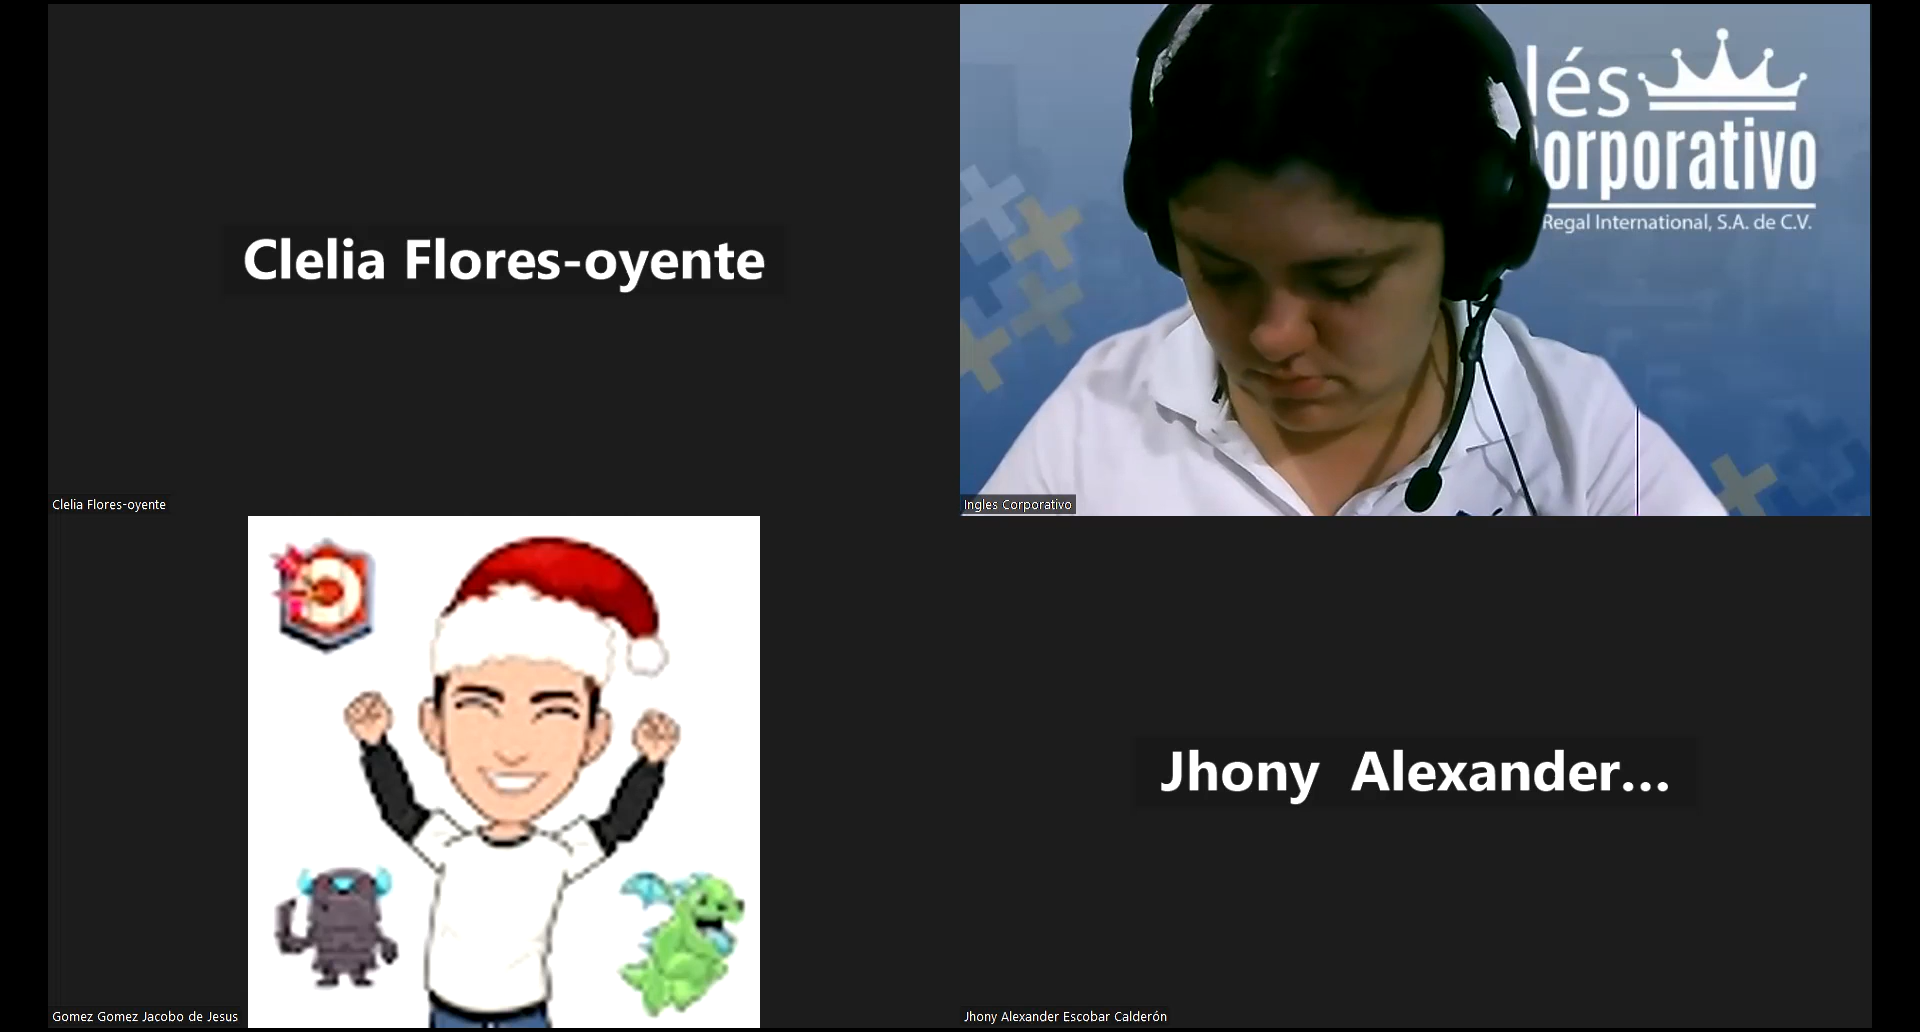 Clelia Flores-oyente
Clelia Flores-oyente
lés
orporativo
Regal International, S.A. de C.V.
Ingles Corporativo
Gomez Gomez Jacobo de Jesus
Jhony Alexander...
Jhony Alexander Escobar Calderón